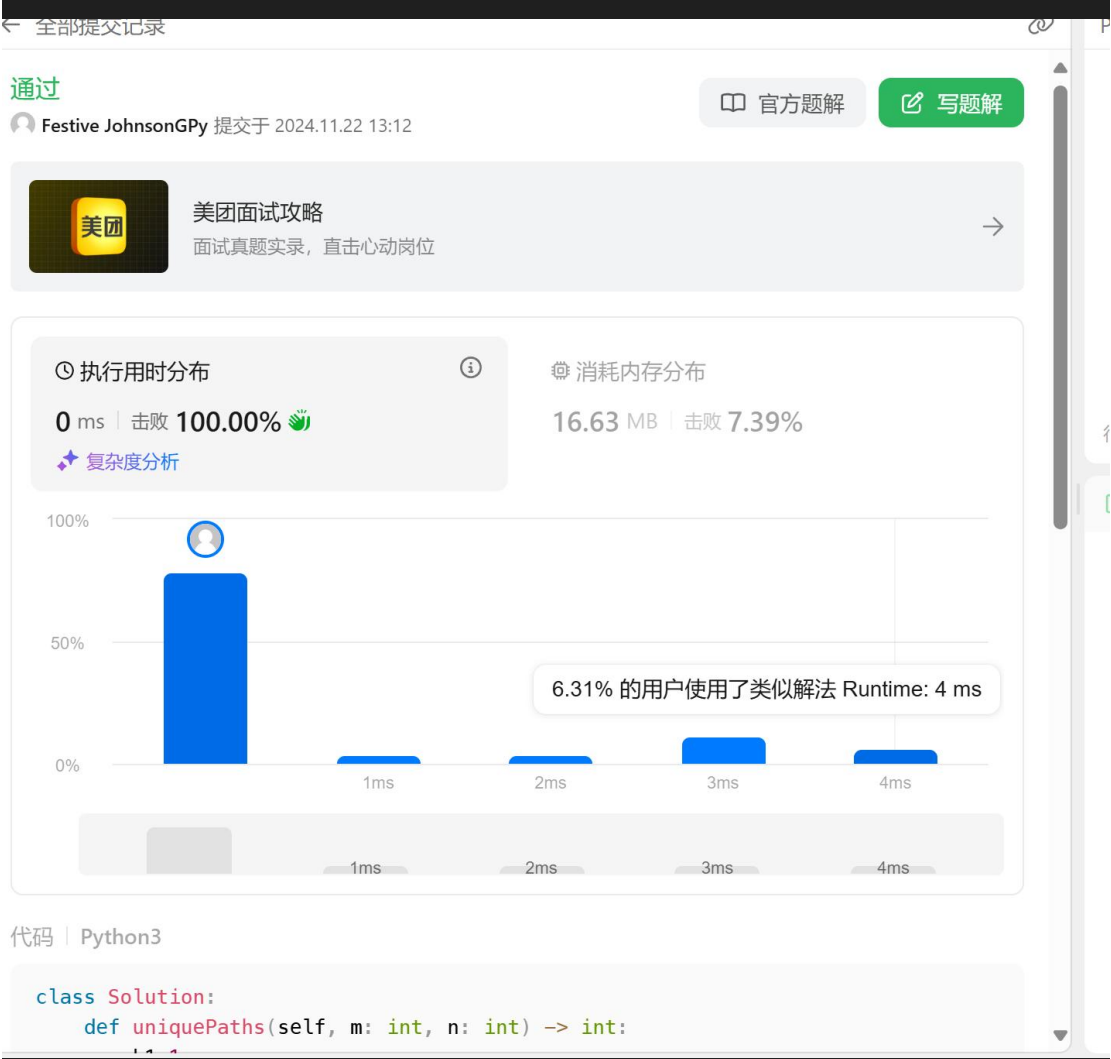 全部提交记录
通过
官方题解
写题解
Festive JohnsonGPy 提交于 2024.11.22 13:12
美团
美团面试攻略
面试真题实录，直击心动岗位
执行用时分布
消耗内存分布
0 ms 击败 100.00%
16.63 MB 击败 7.39%
复杂度分析
100%
50%
6.31% 的用户使用了类似解法 Runtime: 4 ms
0%
1ms 2ms 3ms 4ms
1ms 2ms 3ms 4ms
代码 Python3
class Solution:
def uniquePaths(self, m: int, n: int) -> int: